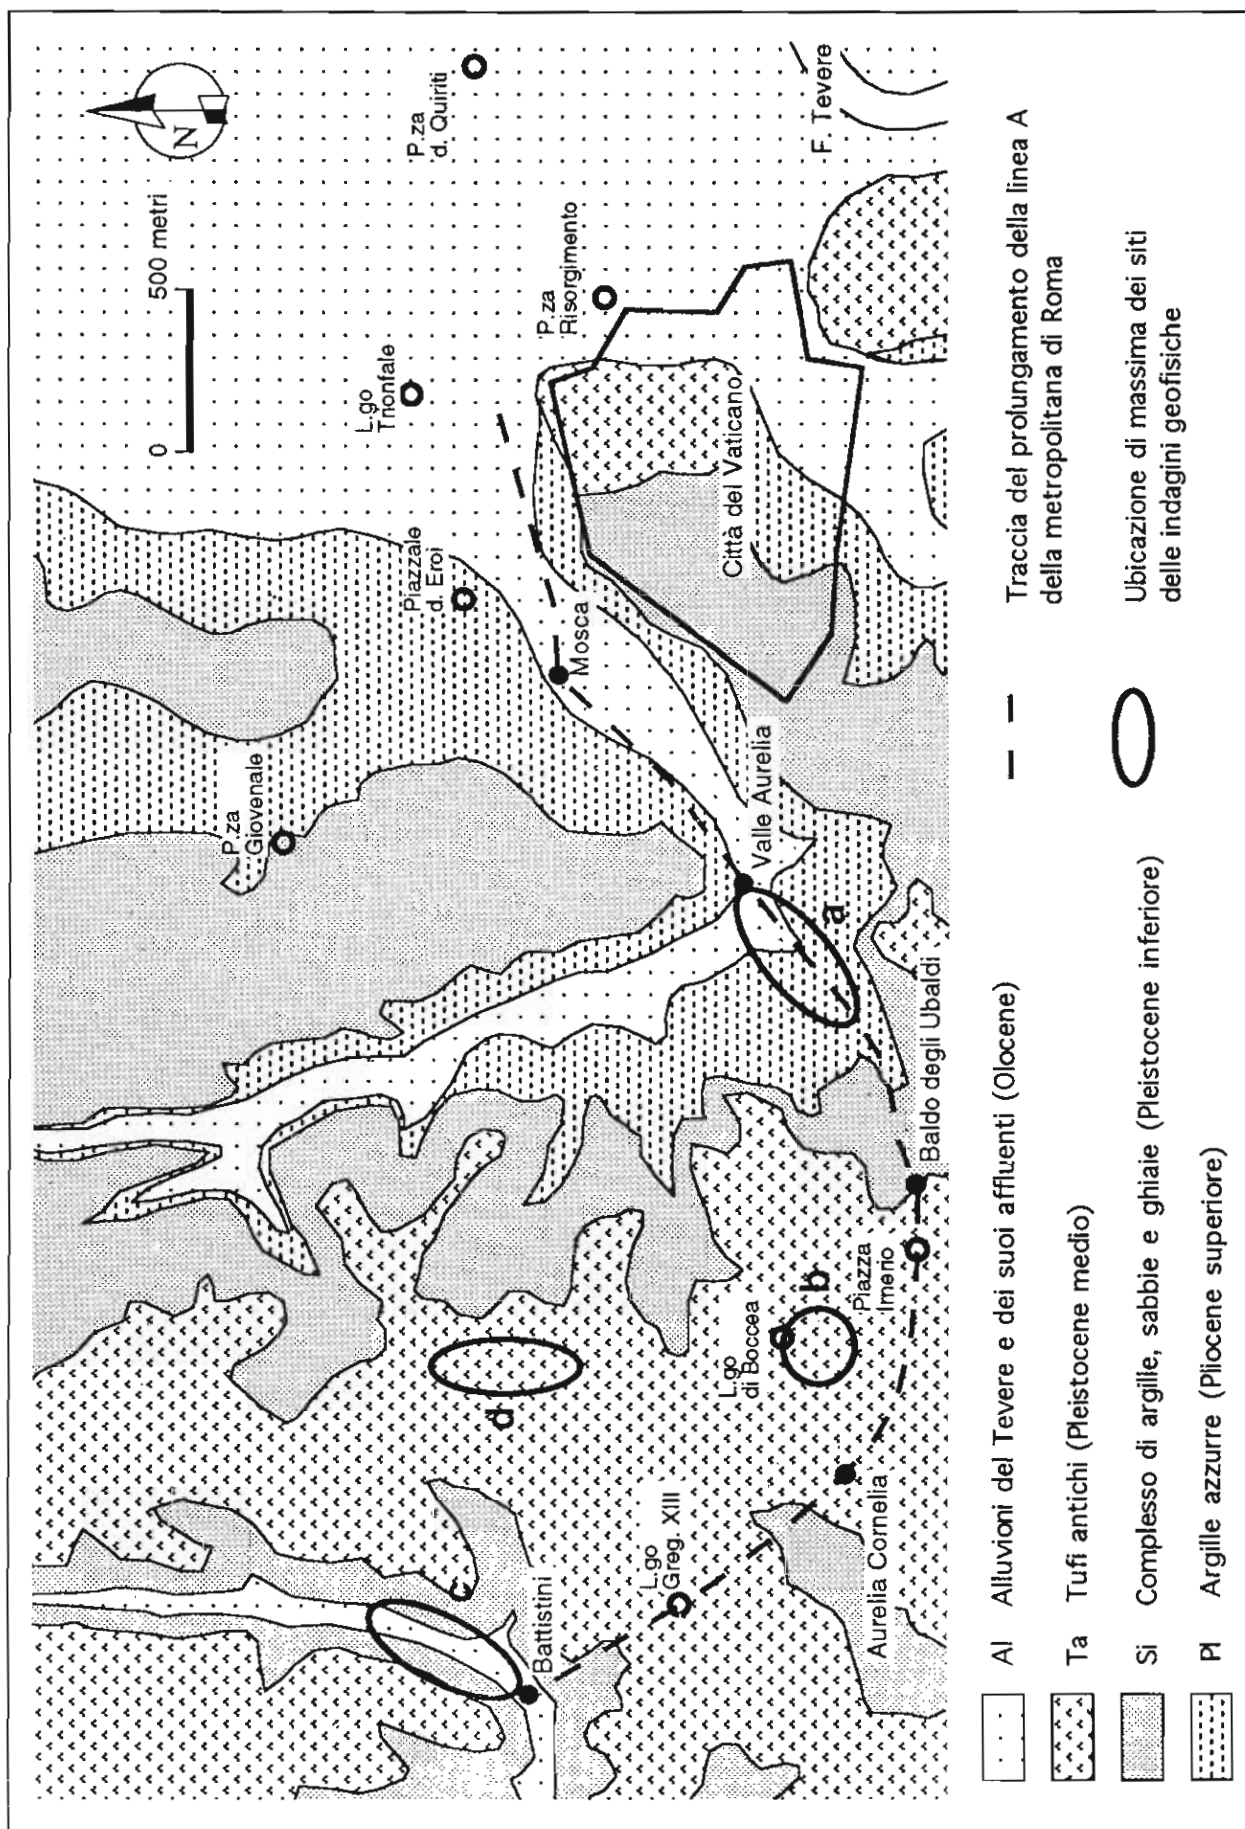 N
0
500 metri
P.za
d. Quiriti
L.go
Trionfale
P.za
Risorgimento
F. Tevere
Piazzale
d. Eroi
Città del Vaticano
Mosca
P.za
Giovenale
Valle Aurelia
a
Baldo degli Ubaldi
Piazza
Irnerio
b
L.go
di Boccea
d
Aurelia Cornelia
L.go
Greg. XIII
c
Battistini
Al Alluvioni del Tevere e dei suoi affluenti (Olocene)
Ta Tufi antichi (Pleistocene medio)
Si Complesso di argille, sabbie e ghiaie (Pleistocene inferiore)
Pl Argille azzurre (Pliocene superiore)
Traccia del prolungamento della linea A
della metropolitana di Roma
Ubicazione di massima dei siti
delle indagini geofisiche